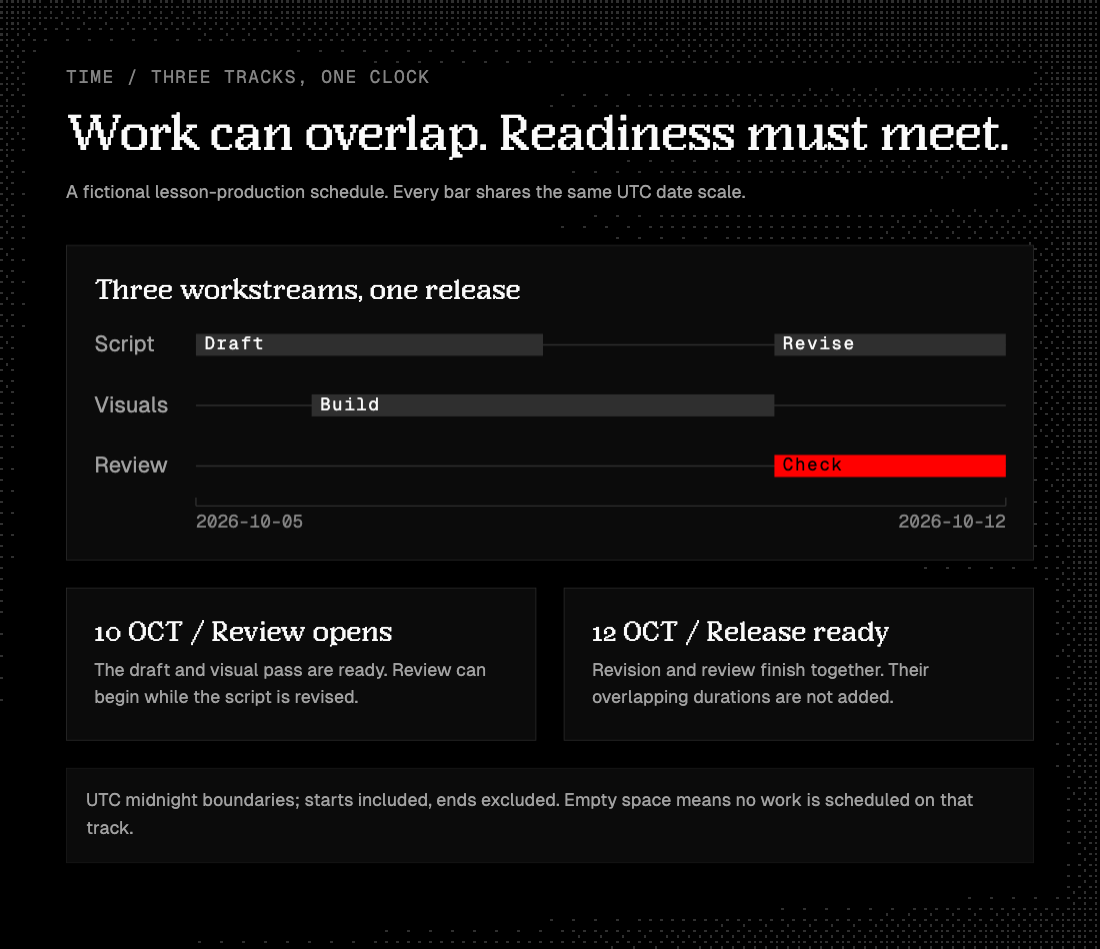 TIME / THREE TRACKS, ONE CLOCK
Work can overlap. Readiness must meet.
A fictional lesson-production schedule. Every bar shares the same UTC date scale.
Three workstreams, one release
Script Draft Revise
Visuals Build
Review Check
2026-10-05 2026-10-12
10 OCT / Review opens
The draft and visual pass are ready. Review can
begin while the script is revised.
12 OCT / Release ready
Revision and review finish together. Their
overlapping durations are not added.
UTC midnight boundaries; starts included, ends excluded. Empty space means no work is scheduled on that
track.